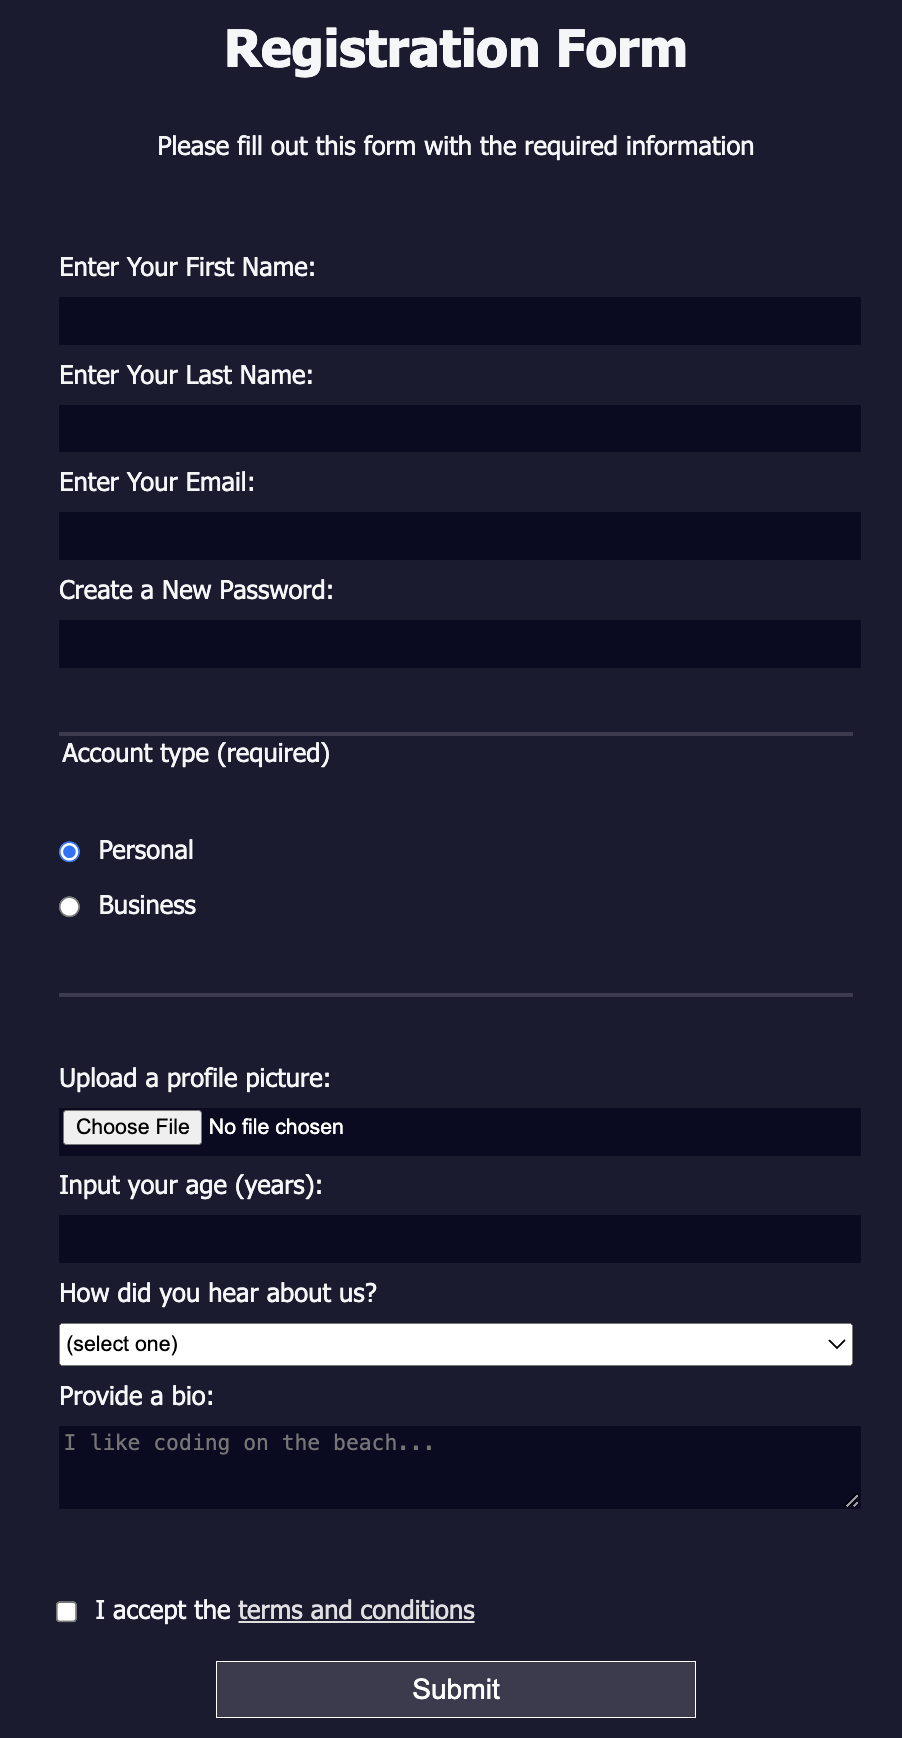 Registration Form
Please fill out this form with the required information
Enter Your First Name:
Enter Your Last Name:
Enter Your Email:
Create a New Password:
Account type (required)
Personal
Business
Upload a profile picture:
Choose File No file chosen
Input your age (years):
How did you hear about us?
(select one)
Provide a bio:
I like coding on the beach...
I accept the terms and conditions
Submit